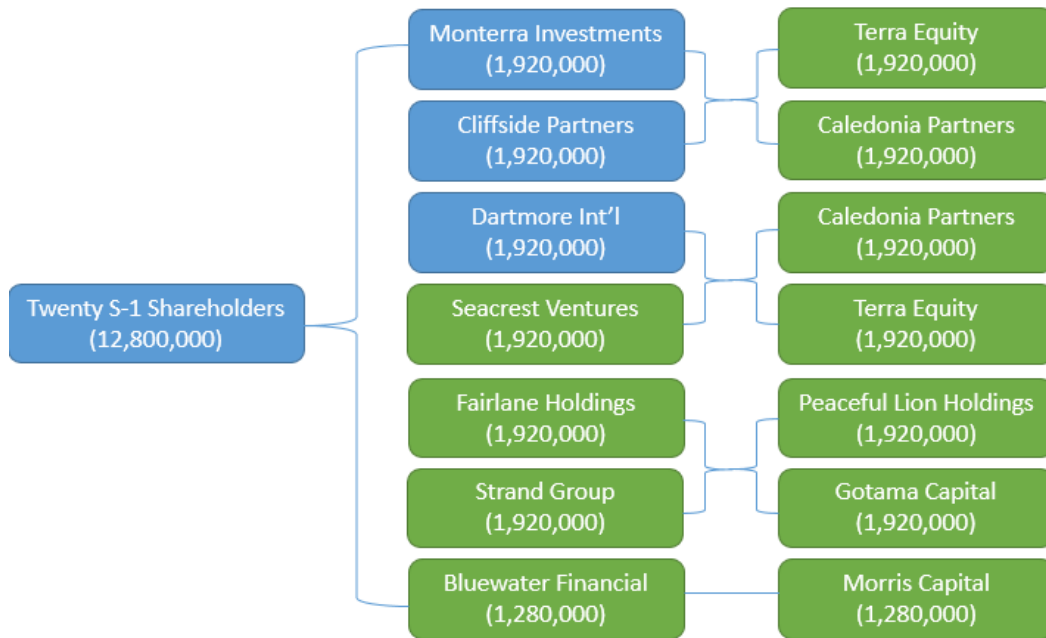 Monterra Investments
(1,920,000)
Terra Equity
(1,920,000)
Cliffside Partners
(1,920,000)
Caledonia Partners
(1,920,000)
Dartmore Int’l
(1,920,000)
Caledonia Partners
(1,920,000)
Twenty S-1 Shareholders
(12,800,000)
Seacrest Ventures
(1,920,000)
Terra Equity
(1,920,000)
Fairlane Holdings
(1,920,000)
Peaceful Lion Holdings
(1,920,000)
Strand Group
(1,920,000)
Gotama Capital
(1,920,000)
Bluewater Financial
(1,280,000)
Morris Capital
(1,280,000)